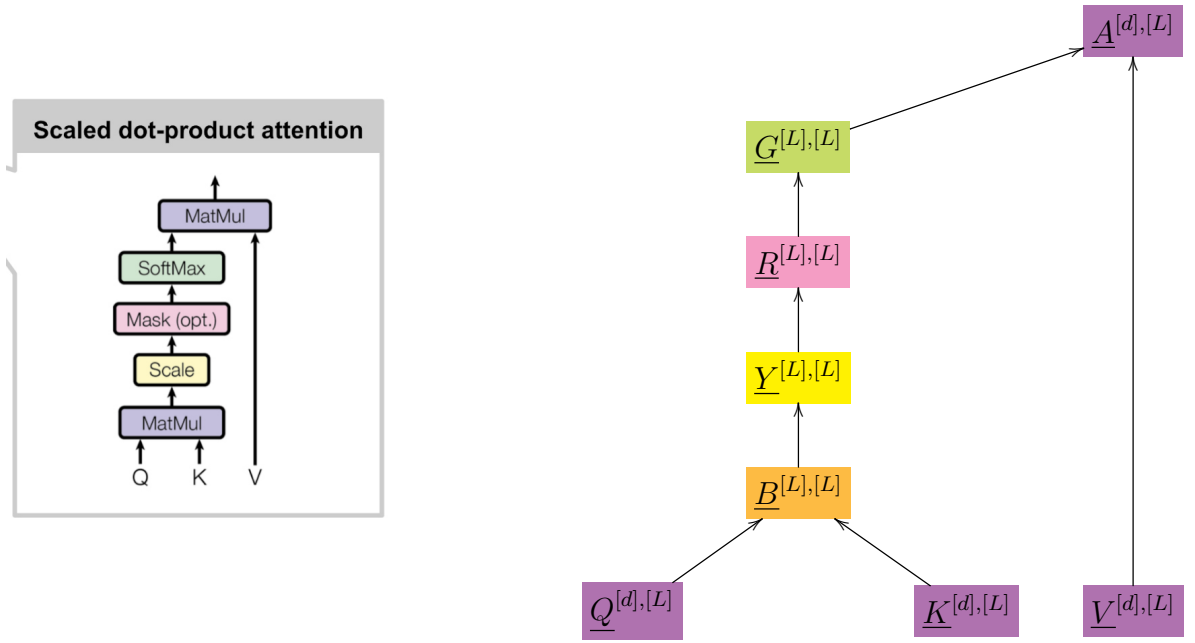 Scaled dot-product attention
MatMul
SoftMax
Mask (opt.)
Scale
MatMul
Q K V
A^{[d],[L]}
G^{[L],[L]}
R^{[L],[L]}
Y^{[L],[L]}
B^{[L],[L]}
Q^{[d],[L]} K^{[d],[L]} V^{[d],[L]}